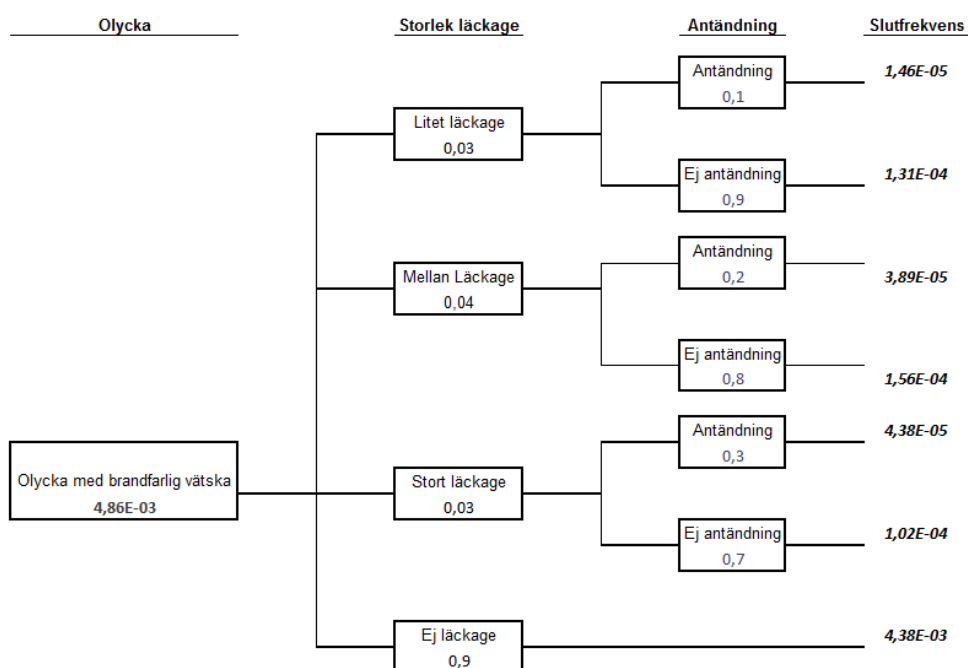 Olycka
Storlek läckage
Antändning
Slutfrekvens
Antändning
0,1
1,46E-05
Litet läckage
0,03
Ej antändning
0,9
1,31E-04
Antändning
0,2
3,89E-05
Mellan Läckage
0,04
Ej antändning
0,8
1,56E-04
Antändning
0,3
4,38E-05
Olycka med brandfarlig vätska
4,86E-03
Stort läckage
0,03
Ej antändning
0,7
1,02E-04
Ej läckage
0,9
4,38E-03